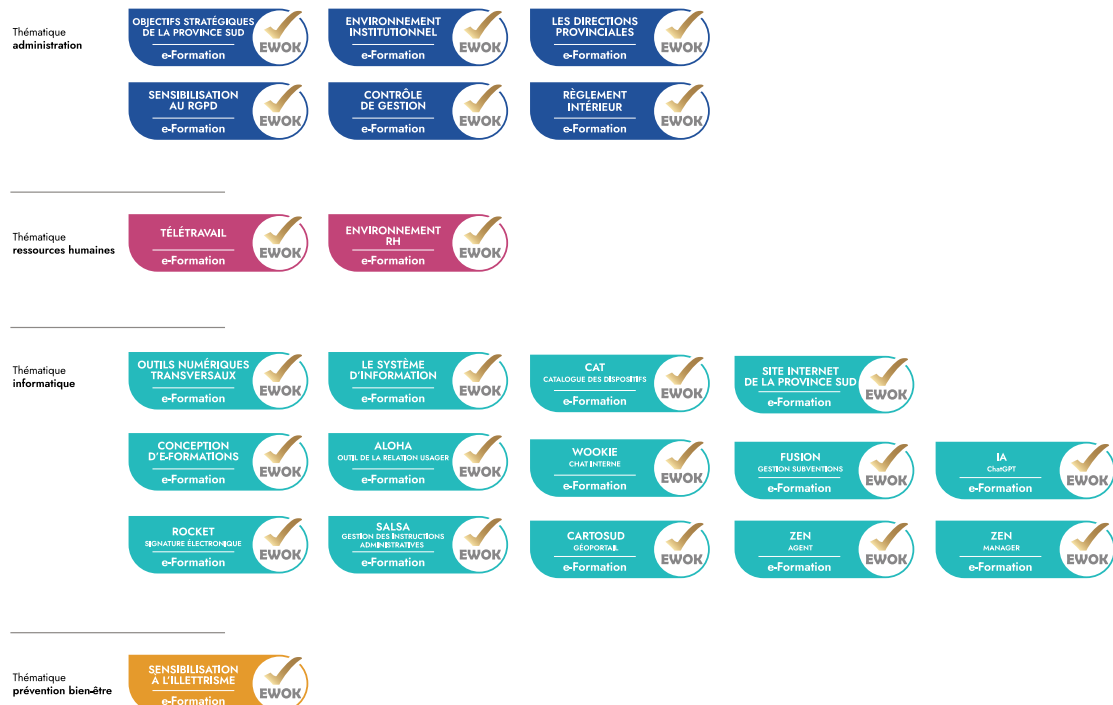 Thématique
administration
OBJECTIFS STRATÉGIQUES
DE LA PROVINCE SUD
e-Formation
EWOK
ENVIRONNEMENT
INSTITUTIONNEL
e-Formation
EWOK
LES DIRECTIONS
PROVINCIALES
e-Formation
EWOK
SENSIBILISATION
AU RGPD
e-Formation
EWOK
CONTRÔLE
DE GESTION
e-Formation
EWOK
RÈGLEMENT
INTÉRIEUR
e-Formation
EWOK
Thématique
ressources humaines
TÉLÉTRAVAIL
e-Formation
EWOK
ENVIRONNEMENT
RH
e-Formation
EWOK
Thématique
informatique
OUTILS NUMÉRIQUES
TRANSVERSAUX
e-Formation
EWOK
LE SYSTÈME
D'INFORMATION
e-Formation
EWOK
CAT
CATALOGUE DES DISPOSITIFS
e-Formation
EWOK
SITE INTERNET
DE LA PROVINCE SUD
e-Formation
EWOK
CONCEPTION
D'E-FORMATIONS
e-Formation
EWOK
ALOHA
OUTIL DE LA RELATION USAGER
e-Formation
EWOK
WOOKIE
CHAT INTERNE
e-Formation
EWOK
FUSION
GESTION SUBVENTIONS
e-Formation
EWOK
IA
ChatGPT
e-Formation
EWOK
ROCKET
SIGNATURE ÉLECTRONIQUE
e-Formation
EWOK
SALSA
GESTION DES INSTRUCTIONS
ADMINISTRATIVES
e-Formation
EWOK
CARTOSUD
GÉOPORTAIL
e-Formation
EWOK
ZEN
AGENT
e-Formation
EWOK
ZEN
MANAGER
e-Formation
EWOK
Thématique
prévention bien-être
SENSIBILISATION
À L'ILLETTRISME
e-Formation
EWOK